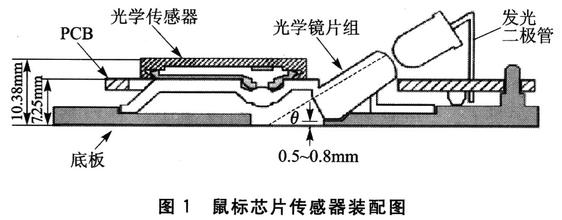 光学传感器
PCB
光学镜片组
发光
二极管
10.38mm
7.25mm
θ
0.5~0.8mm
底板
图 1 鼠标芯片传感器装配图